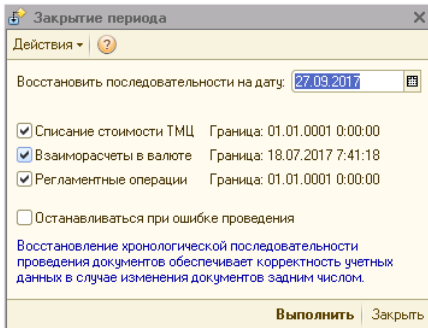 Закрытие периода
Действия
Восстановить последовательности на дату: 27.09.2017
Списание стоимости ТМЦ Граница: 01.01.0001 0:00:00
Взаиморасчеты в валюте Граница: 18.07.2017 7:41:18
Регламентные операции Граница: 01.01.0001 0:00:00
Останавливаться при ошибке проведения
Восстановление хронологической последовательности
проведения документов обеспечивает корректность учетных
данных в случае изменения документов задним числом.
Выполнить Закрыть